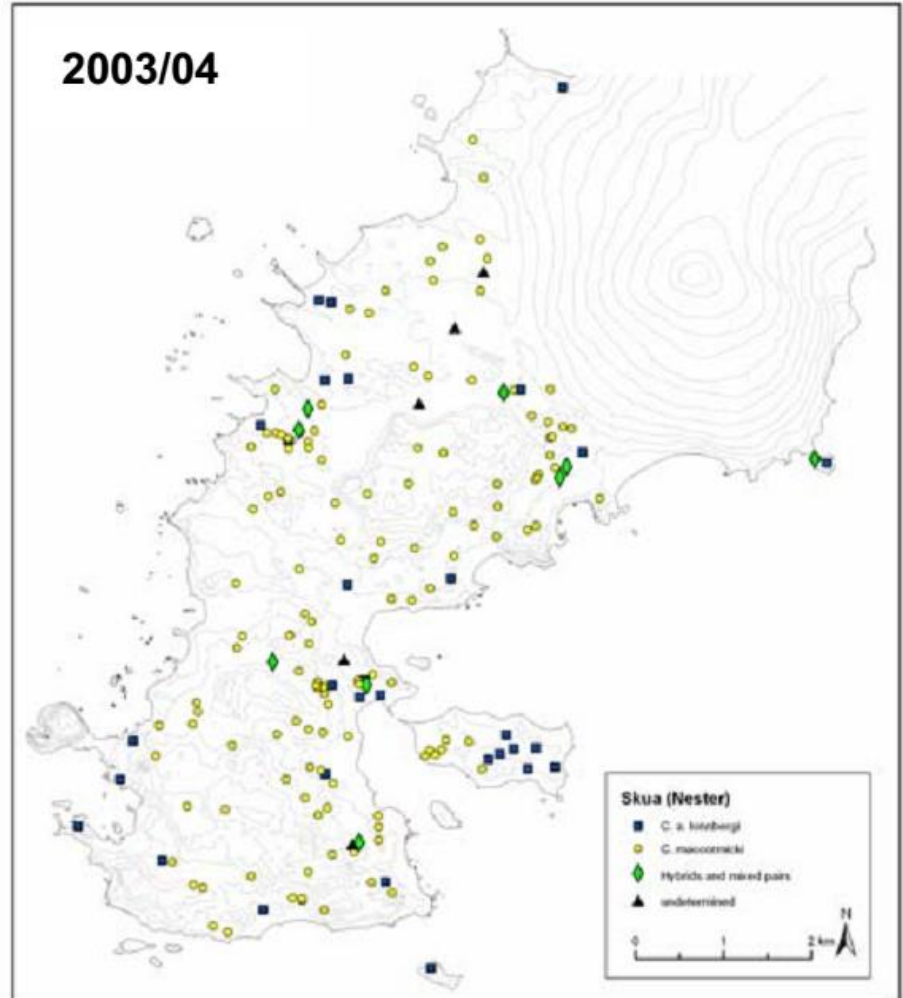 2003/04
Skua (Nester)
C. a. lonnbergi
C. maccormicki
Hybrids and mixed pairs
undetermined
N
0 1 2 km